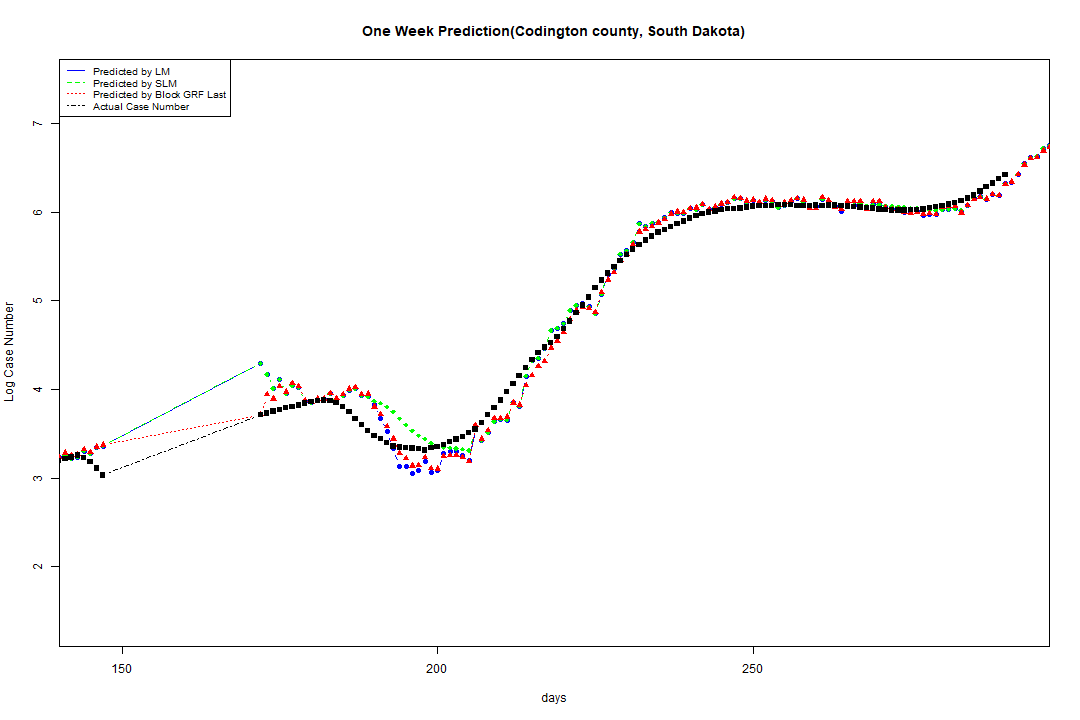 One Week Prediction(Codington county, South Dakota)
Predicted by LM
Predicted by SLM
Predicted by Block GRF Last
Actual Case Number
7
6
5
4
3
2
Log Case Number
150
200
250
days